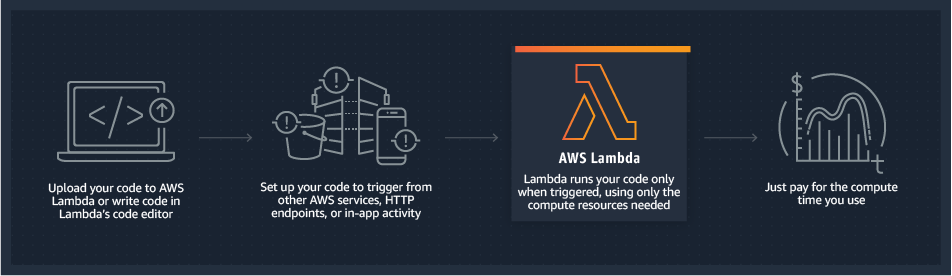 </>
$
t
Upload your code to AWS
Lambda or write code in
Lambda's code editor
Set up your code to trigger from
other AWS services, HTTP
endpoints, or in-app activity
AWS Lambda
Lambda runs your code only
when triggered, using only the
compute resources needed
Just pay for the compute
time you use